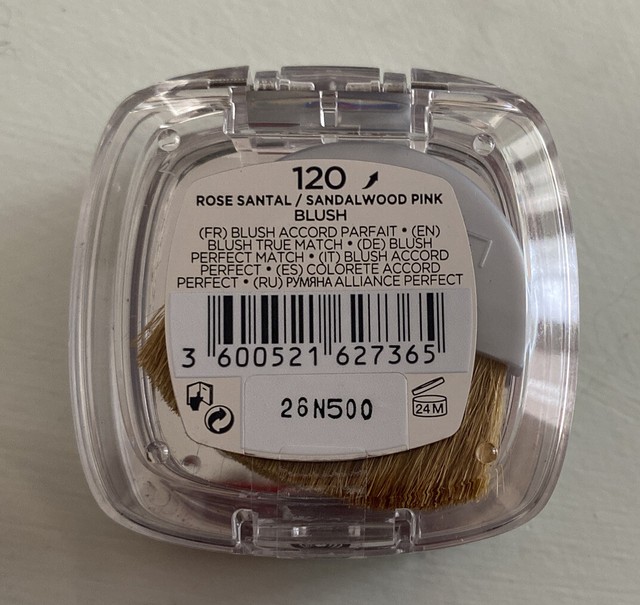 120
ROSE SANTAL / SANDALWOOD PINK
BLUSH
(FR) BLUSH ACCORD PARFAIT • (EN)
BLUSH TRUE MATCH • (DE) BLUSH
PERFECT MATCH • (IT) BLUSH ACCORD
PERFECT • (ES) COLORETE ACCORD
PERFECT • (RU) РУМЯНА ALLIANCE PERFECT
3 600521 627365
26N500
24M